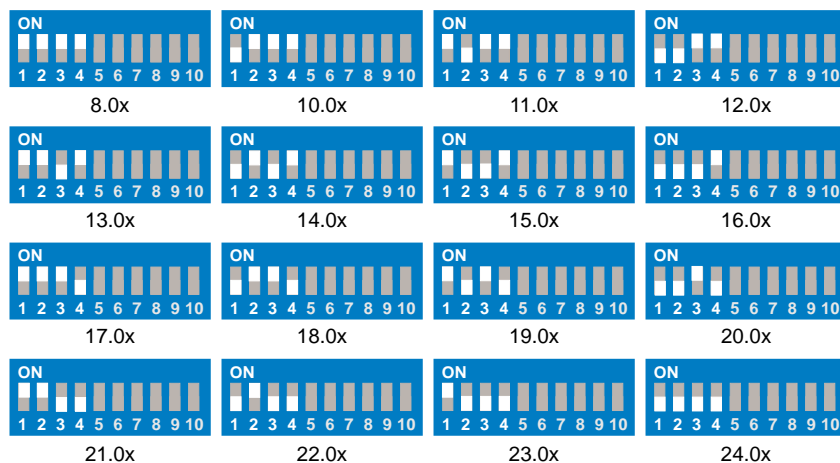 ON ON ON ON
1 2 3 4 5 6 7 8 9 10 1 2 3 4 5 6 7 8 9 10 1 2 3 4 5 6 7 8 9 10 1 2 3 4 5 6 7 8 9 10
8.0x 10.0x 11.0x 12.0x
ON ON ON ON
1 2 3 4 5 6 7 8 9 10 1 2 3 4 5 6 7 8 9 10 1 2 3 4 5 6 7 8 9 10 1 2 3 4 5 6 7 8 9 10
13.0x 14.0x 15.0x 16.0x
ON ON ON ON
1 2 3 4 5 6 7 8 9 10 1 2 3 4 5 6 7 8 9 10 1 2 3 4 5 6 7 8 9 10 1 2 3 4 5 6 7 8 9 10
17.0x 18.0x 19.0x 20.0x
ON ON ON ON
1 2 3 4 5 6 7 8 9 10 1 2 3 4 5 6 7 8 9 10 1 2 3 4 5 6 7 8 9 10 1 2 3 4 5 6 7 8 9 10
21.0x 22.0x 23.0x 24.0x